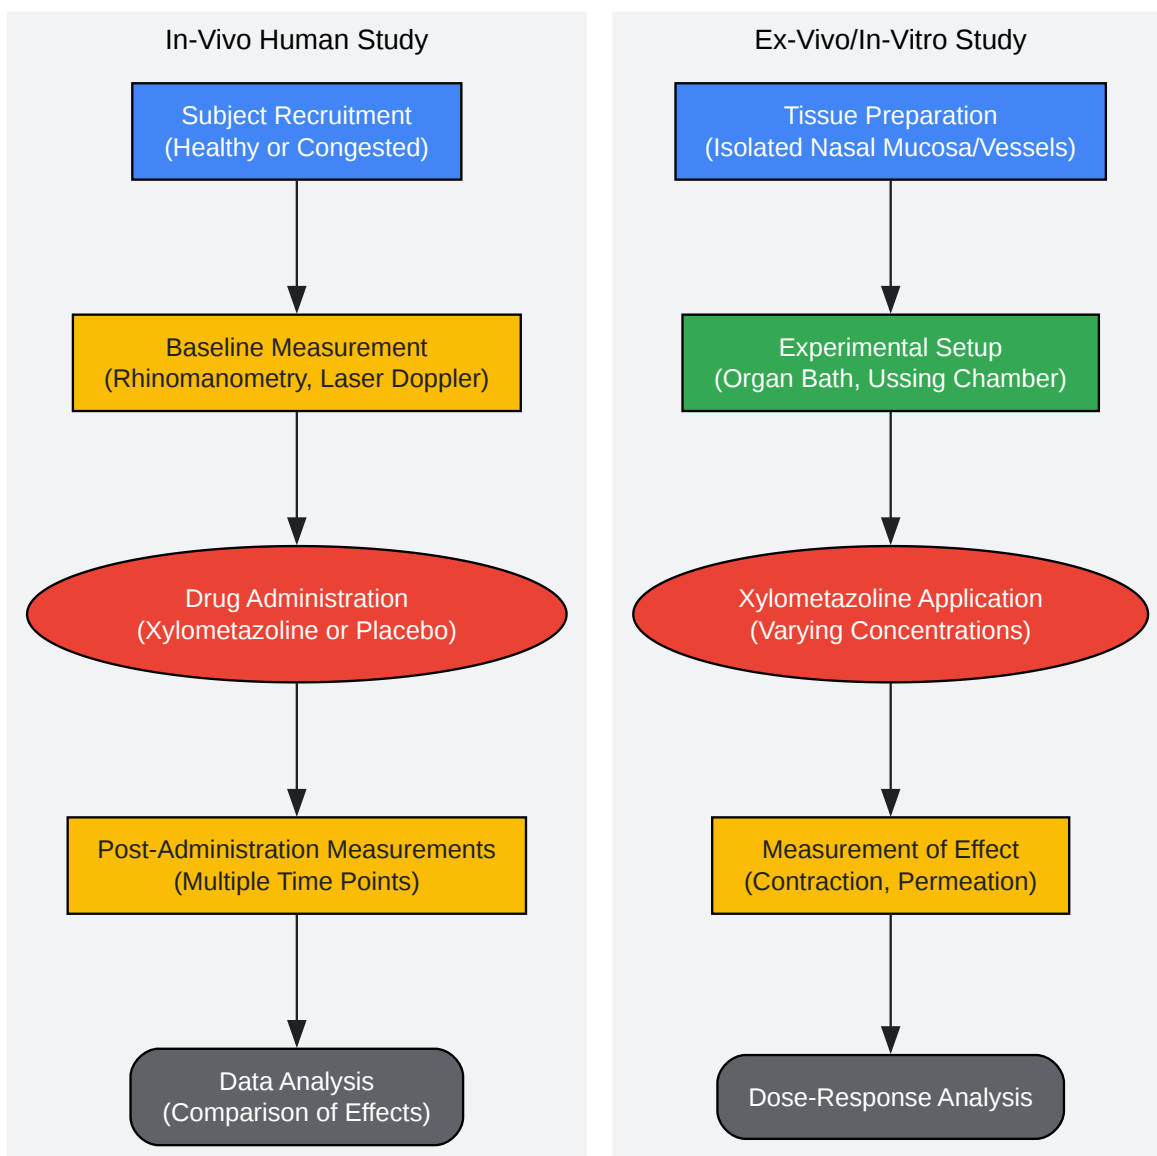 In-Vivo Human Study
Subject Recruitment
(Healthy or Congested)
Baseline Measurement
(Rhinomanometry, Laser Doppler)
Drug Administration
(Xylometazoline or Placebo)
Post-Administration Measurements
(Multiple Time Points)
Data Analysis
(Comparison of Effects)
Ex-Vivo/In-Vitro Study
Tissue Preparation
(Isolated Nasal Mucosa/Vessels)
Experimental Setup
(Organ Bath, Ussing Chamber)
Xylometazoline Application
(Varying Concentrations)
Measurement of Effect
(Contraction, Permeation)
Dose-Response Analysis